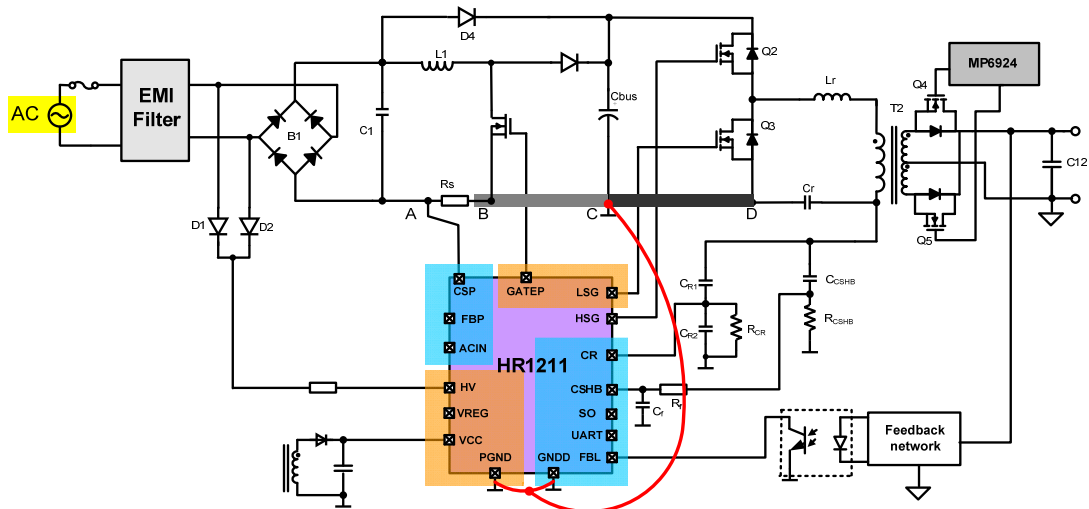 D4
Q2
MP6924
L1
Lr
Q4
T2
AC
EMI
Filter
Cbus
B1
C1
Q3
C12
Rs
Cr
A
B
C
D
D1
D2
Q5
CSP
GATEP
LSG
CR1
CCSHB
FBP
HSG
CR2
RCR
RCSHB
ACIN
CR
HR1211
HV
CSHB
Cf
Rf
VREG
SO
VCC
UART
Feedback
network
PGND
GNDD
FBL